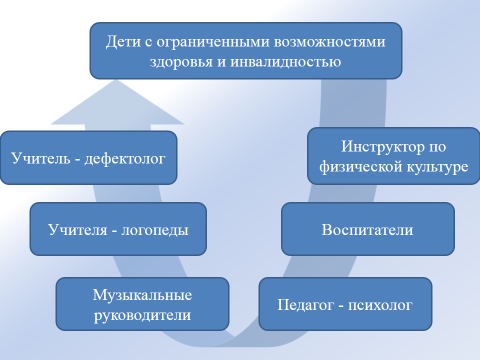 Дети с ограниченными возможностями
здоровья и инвалидностью
Учитель - дефектолог
Инструктор по
физической культуре
Учителя - логопеды
Воспитатели
Музыкальные
руководители
Педагог - психолог